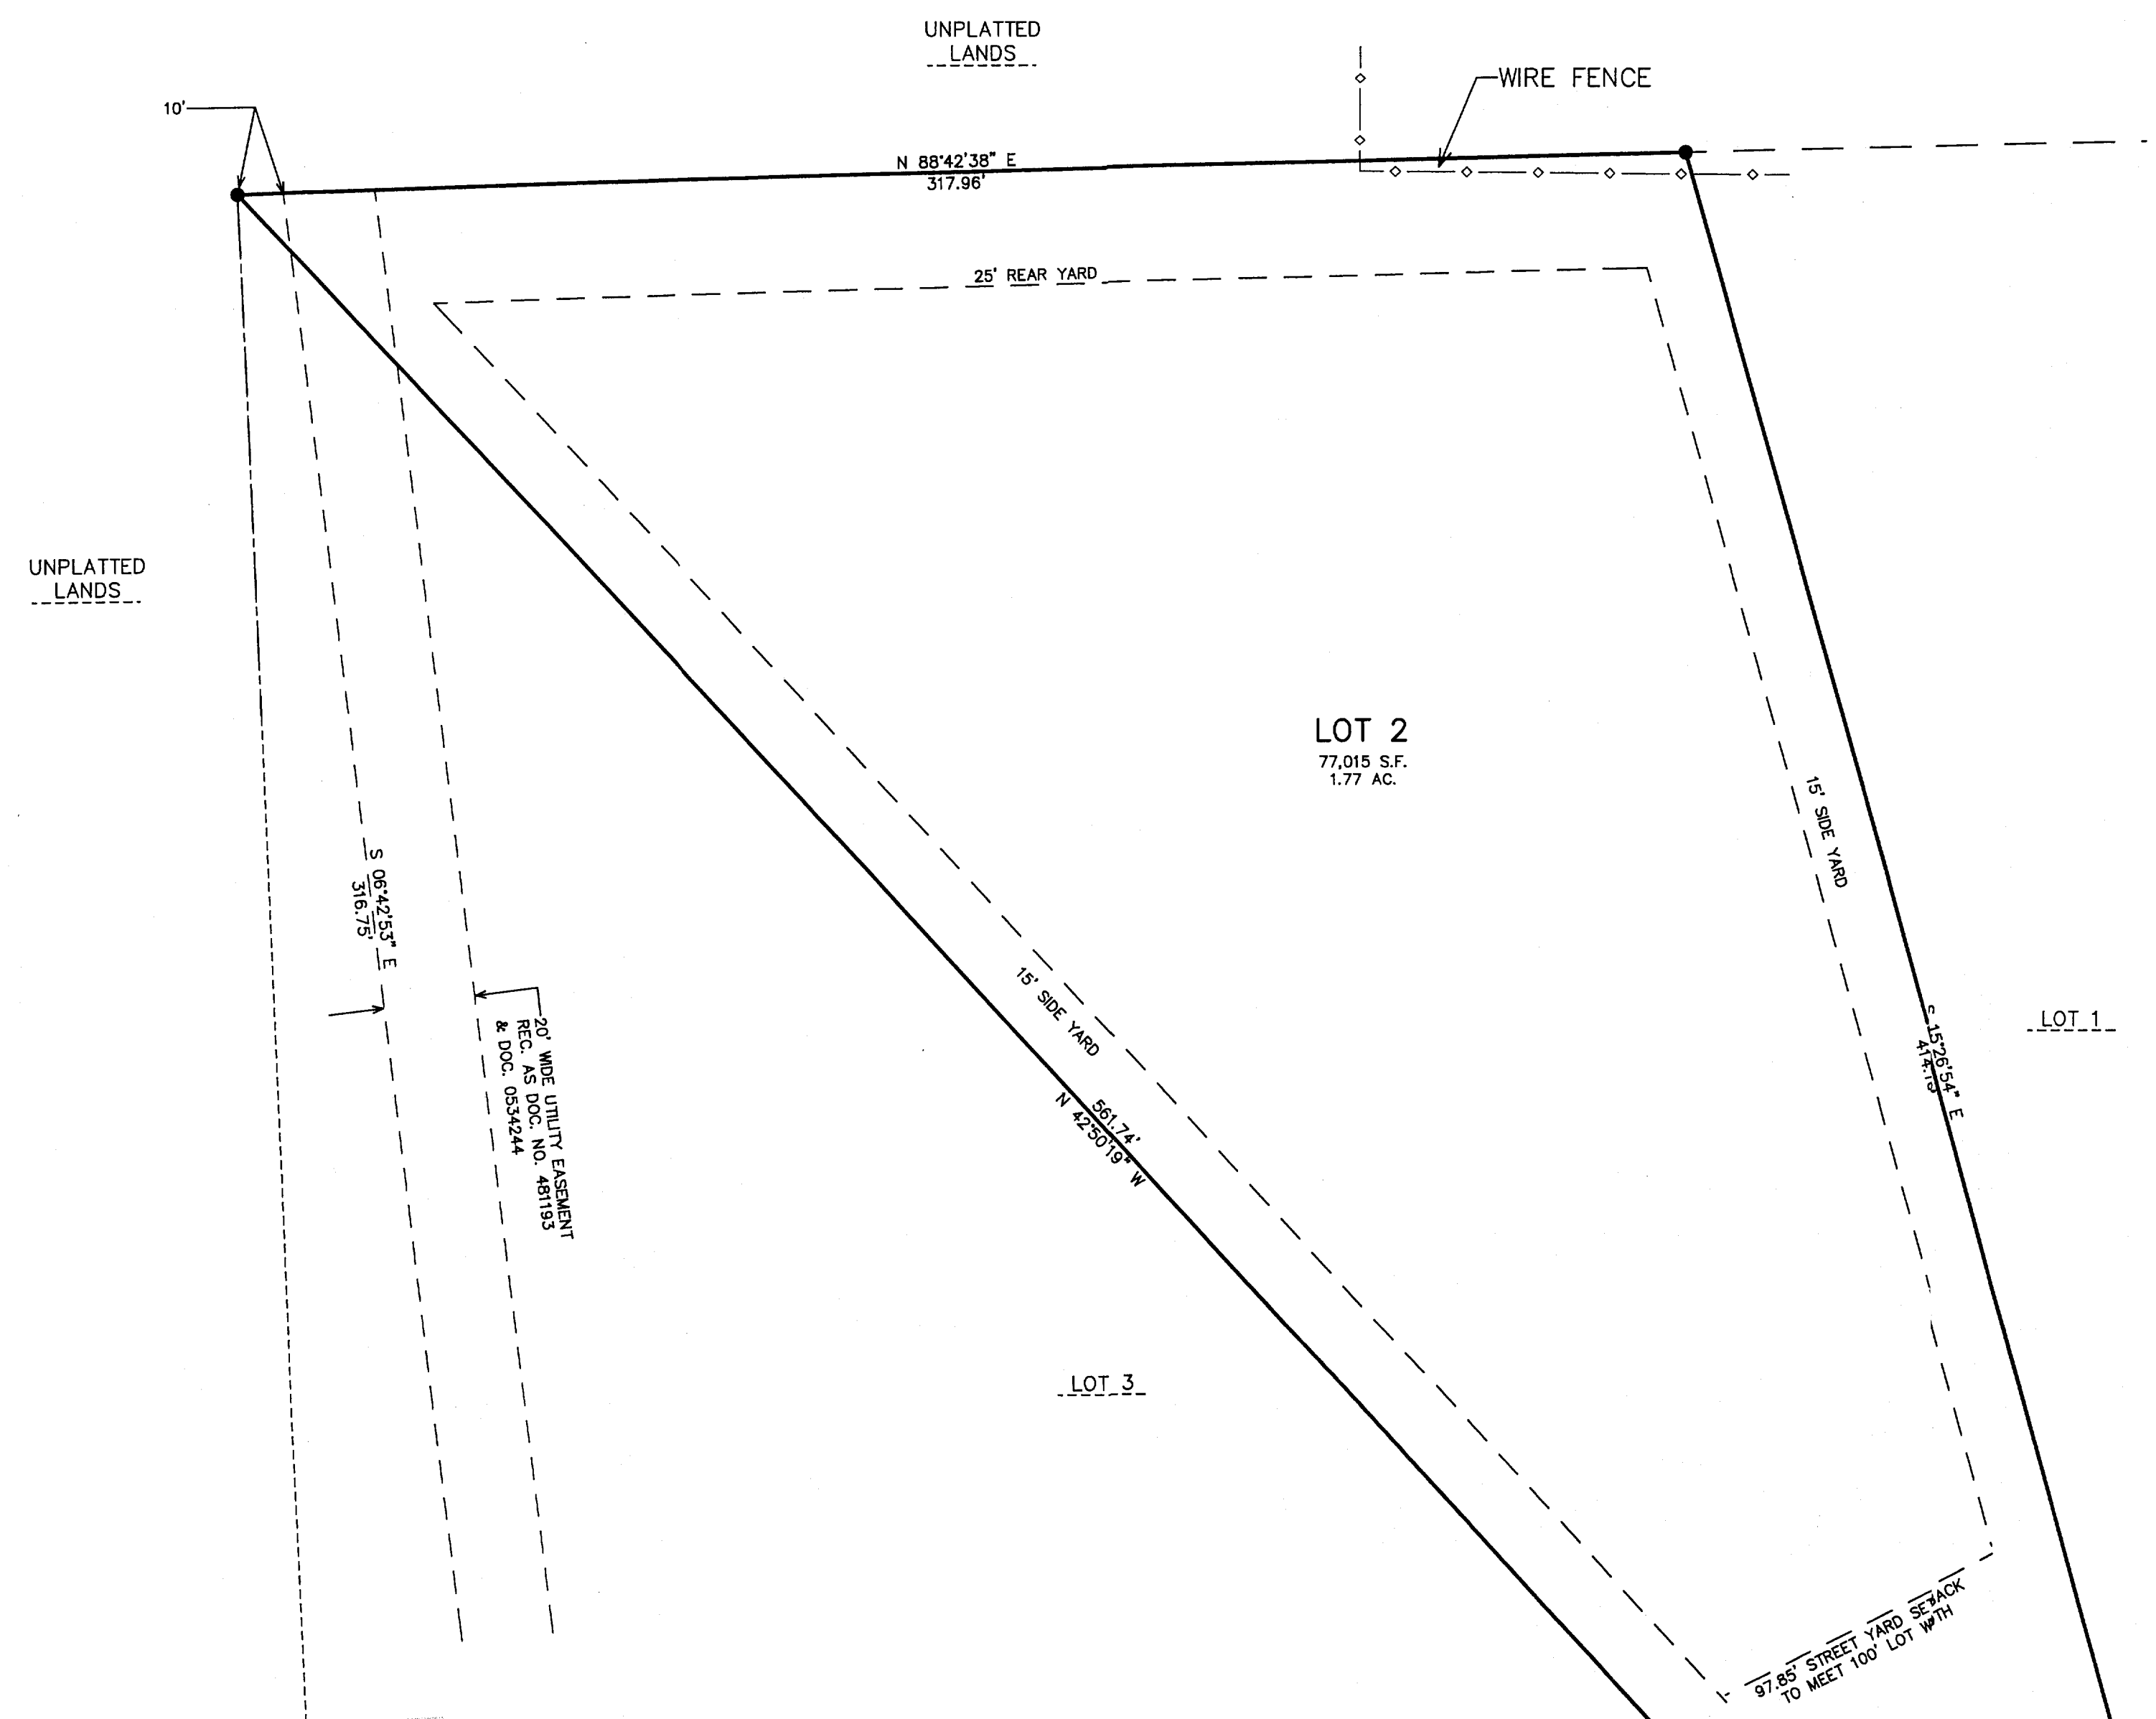 UNPLATTED
LANDS
WIRE FENCE
10'
N 88°42'38" E
317.96'
25' REAR YARD
UNPLATTED
LANDS
LOT 2
77,015 S.F.
1.77 AC.
15' SIDE YARD
S 06°42'53" E
316.75'
15' SIDE YARD
20' WIDE UTILITY EASEMENT
REC. AS DOC. NO. 481193
& DOC. 0534244
561.74'
N 42°50'19" W
S 15°26'54" E
LOT 1
LOT 3
97.85' STREET YARD SETBACK
TO MEET 100' LOT WIDTH